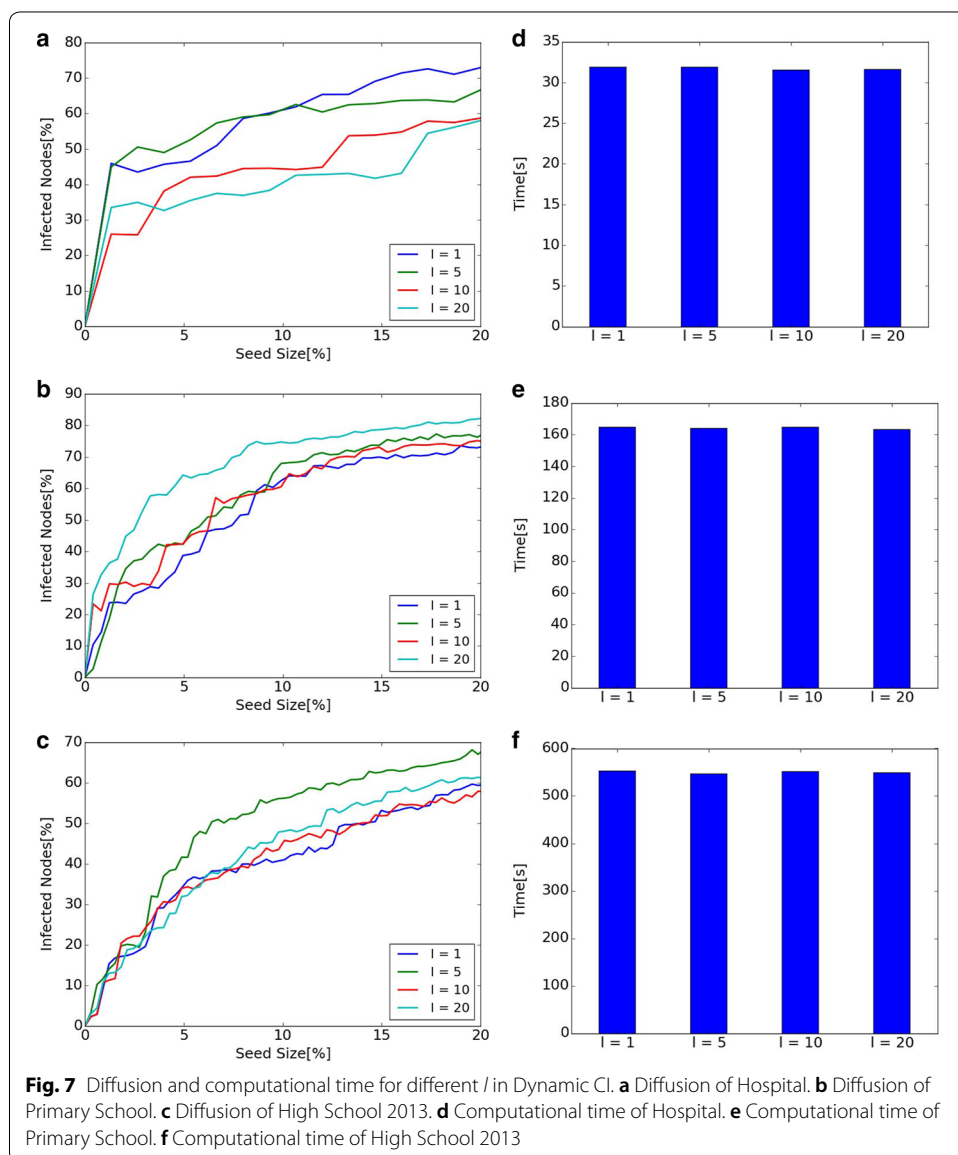 a
80
70
60
50
40
30
20
10
0
Infected Nodes[%]
0 5 10 15 20
Seed Size[%]
l = 1
l = 5
l = 10
l = 20
d
35
30
25
20
15
10
5
0
Time[s]
l = 1 l = 5 l = 10 l = 20
b
90
80
70
60
50
40
30
20
10
0
Infected Nodes[%]
0 5 10 15 20
Seed Size[%]
l = 1
l = 5
l = 10
l = 20
e
180
160
140
120
100
80
60
40
20
0
Time[s]
l = 1 l = 5 l = 10 l = 20
c
70
60
50
40
30
20
10
0
Infected Nodes[%]
0 5 10 15 20
Seed Size[%]
l = 1
l = 5
l = 10
l = 20
f
600
500
400
300
200
100
0
Time[s]
l = 1 l = 5 l = 10 l = 20
Fig. 7 Diffusion and computational time for different l in Dynamic CI. a Diffusion of Hospital. b Diffusion of
Primary School. c Diffusion of High School 2013. d Computational time of Hospital. e Computational time of
Primary School. f Computational time of High School 2013